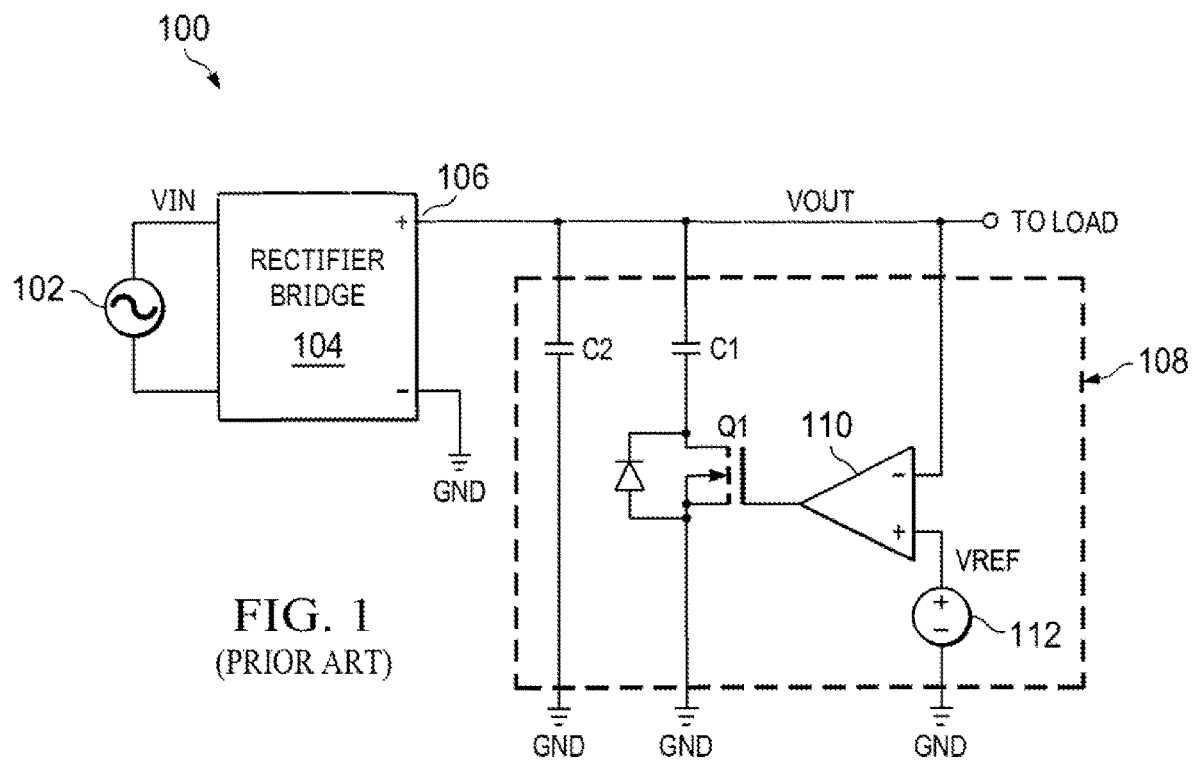 100
VIN
106
+
RECTIFIER
BRIDGE
104
-
102
GND
VOUT
TO LOAD
C2
C1
108
Q1
110
-
+
VREF
+
-
112
FIG. 1
(PRIOR ART)
GND
GND
GND